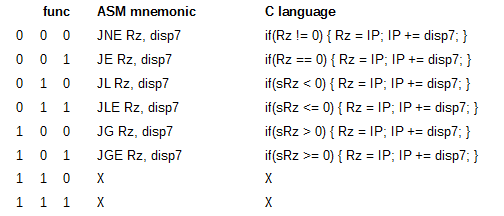 func ASM mnemonic C language
0 0 0 JNE Rz, disp7 if(Rz != 0) { Rz = IP; IP += disp7; }
0 0 1 JE Rz, disp7 if(Rz == 0) { Rz = IP; IP += disp7; }
0 1 0 JL Rz, disp7 if(sRz < 0) { Rz = IP; IP += disp7; }
0 1 1 JLE Rz, disp7 if(sRz <= 0) { Rz = IP; IP += disp7; }
1 0 0 JG Rz, disp7 if(sRz > 0) { Rz = IP; IP += disp7; }
1 0 1 JGE Rz, disp7 if(sRz >= 0) { Rz = IP; IP += disp7; }
1 1 0 X X
1 1 1 X X